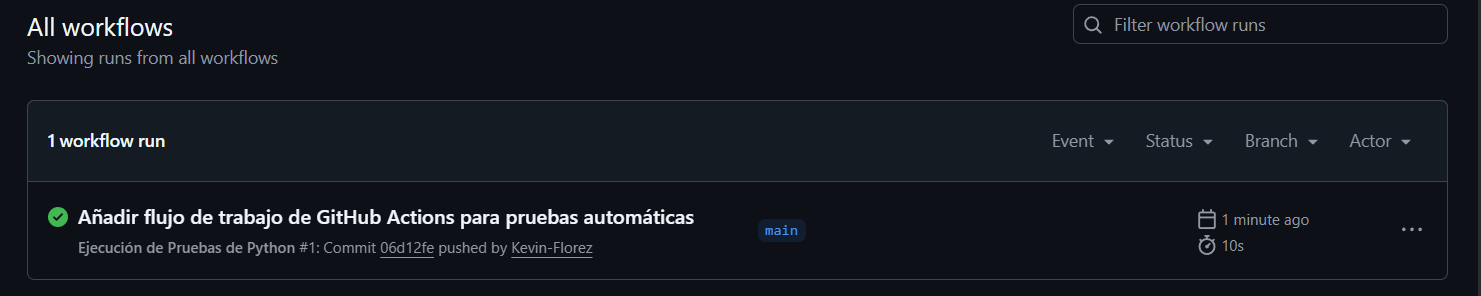 All workflows
Filter workflow runs
Showing runs from all workflows
1 workflow run
Event
Status
Branch
Actor
Añadir flujo de trabajo de GitHub Actions para pruebas automáticas
main
1 minute ago
Ejecución de Pruebas de Python #1: Commit 06d12fe pushed by Kevin-Florez
10s